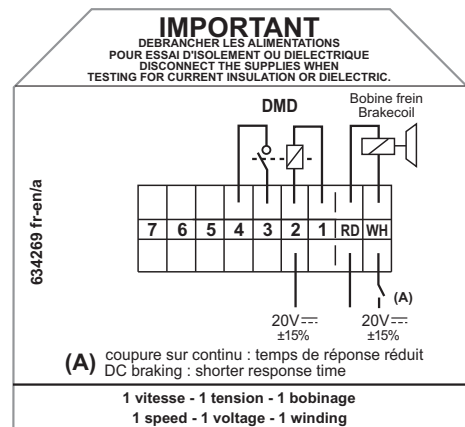 IMPORTANT
DEBRANCHER LES ALIMENTATIONS
POUR ESSAI D'ISOLEMENT OU DIELECTRIQUE
DISCONNECT THE SUPPLIES WHEN
TESTING FOR CURRENT INSULATION OR DIELECTRIC.
DMD
Bobine frein
Brakecoil
634269 fr-en/a
7 6 5 4 3 2 1 RD WH
(A)
20V⎓ 20V⎓
±15% ±15%
(A) coupure sur continu : temps de réponse réduit
DC braking : shorter response time
1 vitesse - 1 tension - 1 bobinage
1 speed - 1 voltage - 1 winding